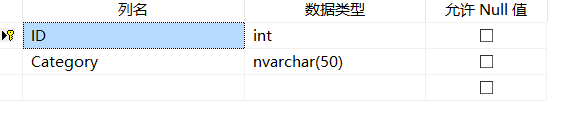 列名 数据类型 允许 Null 值
ID int
Category nvarchar(50)